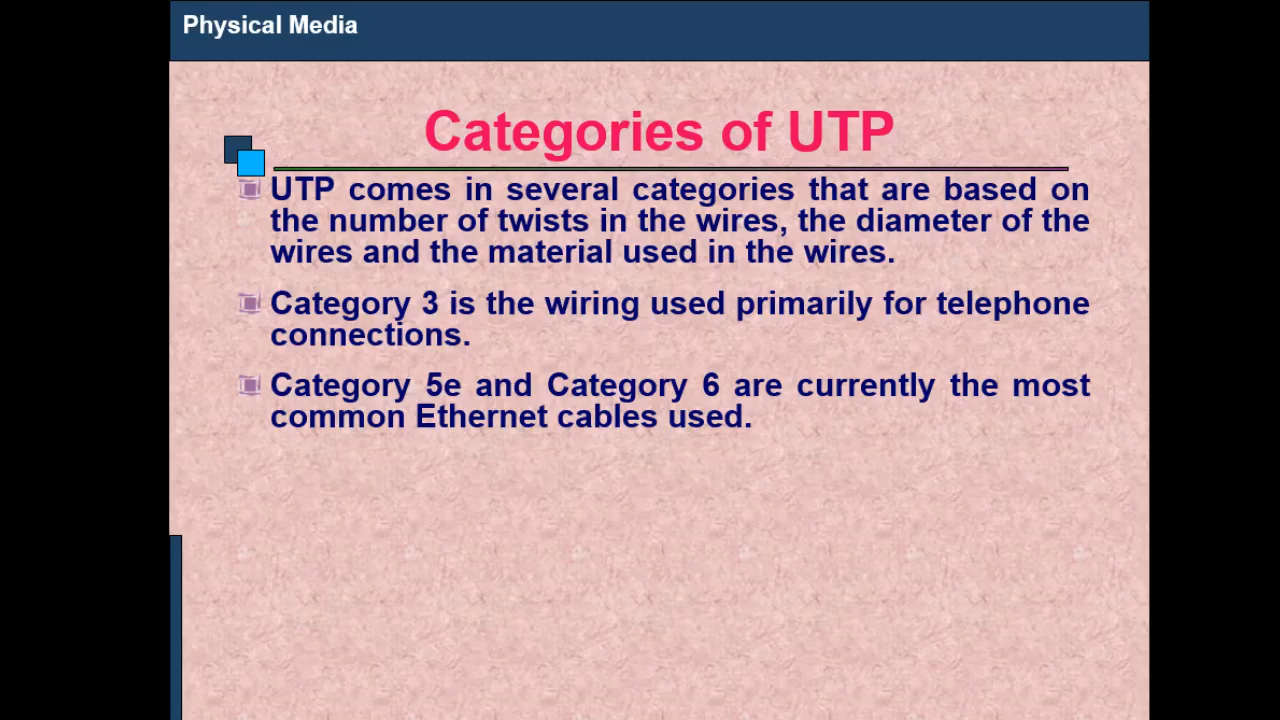 Physical Media
Categories of UTP
UTP comes in several categories that are based on
the number of twists in the wires, the diameter of the
wires and the material used in the wires.
Category 3 is the wiring used primarily for telephone
connections.
Category 5e and Category 6 are currently the most
common Ethernet cables used.